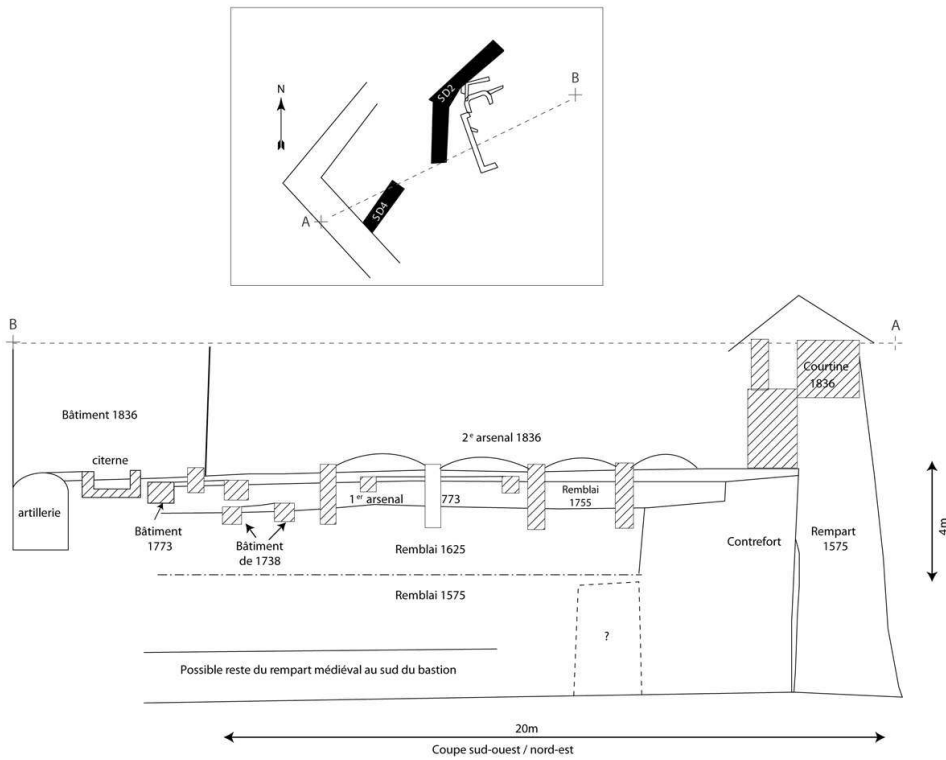 N
SD2
B
SD4
A
B
A
Courtine
1836
Bâtiment 1836
2e arsenal 1836
citerne
artillerie
1er arsenal
773
Remblai
1755
Bâtiment
1773
Bâtiment
de 1738
Remblai 1625
Contrefort
Rempart
1575
4m
Remblai 1575
?
Possible reste du rempart médiéval au sud du bastion
20m
Coupe sud-ouest / nord-est